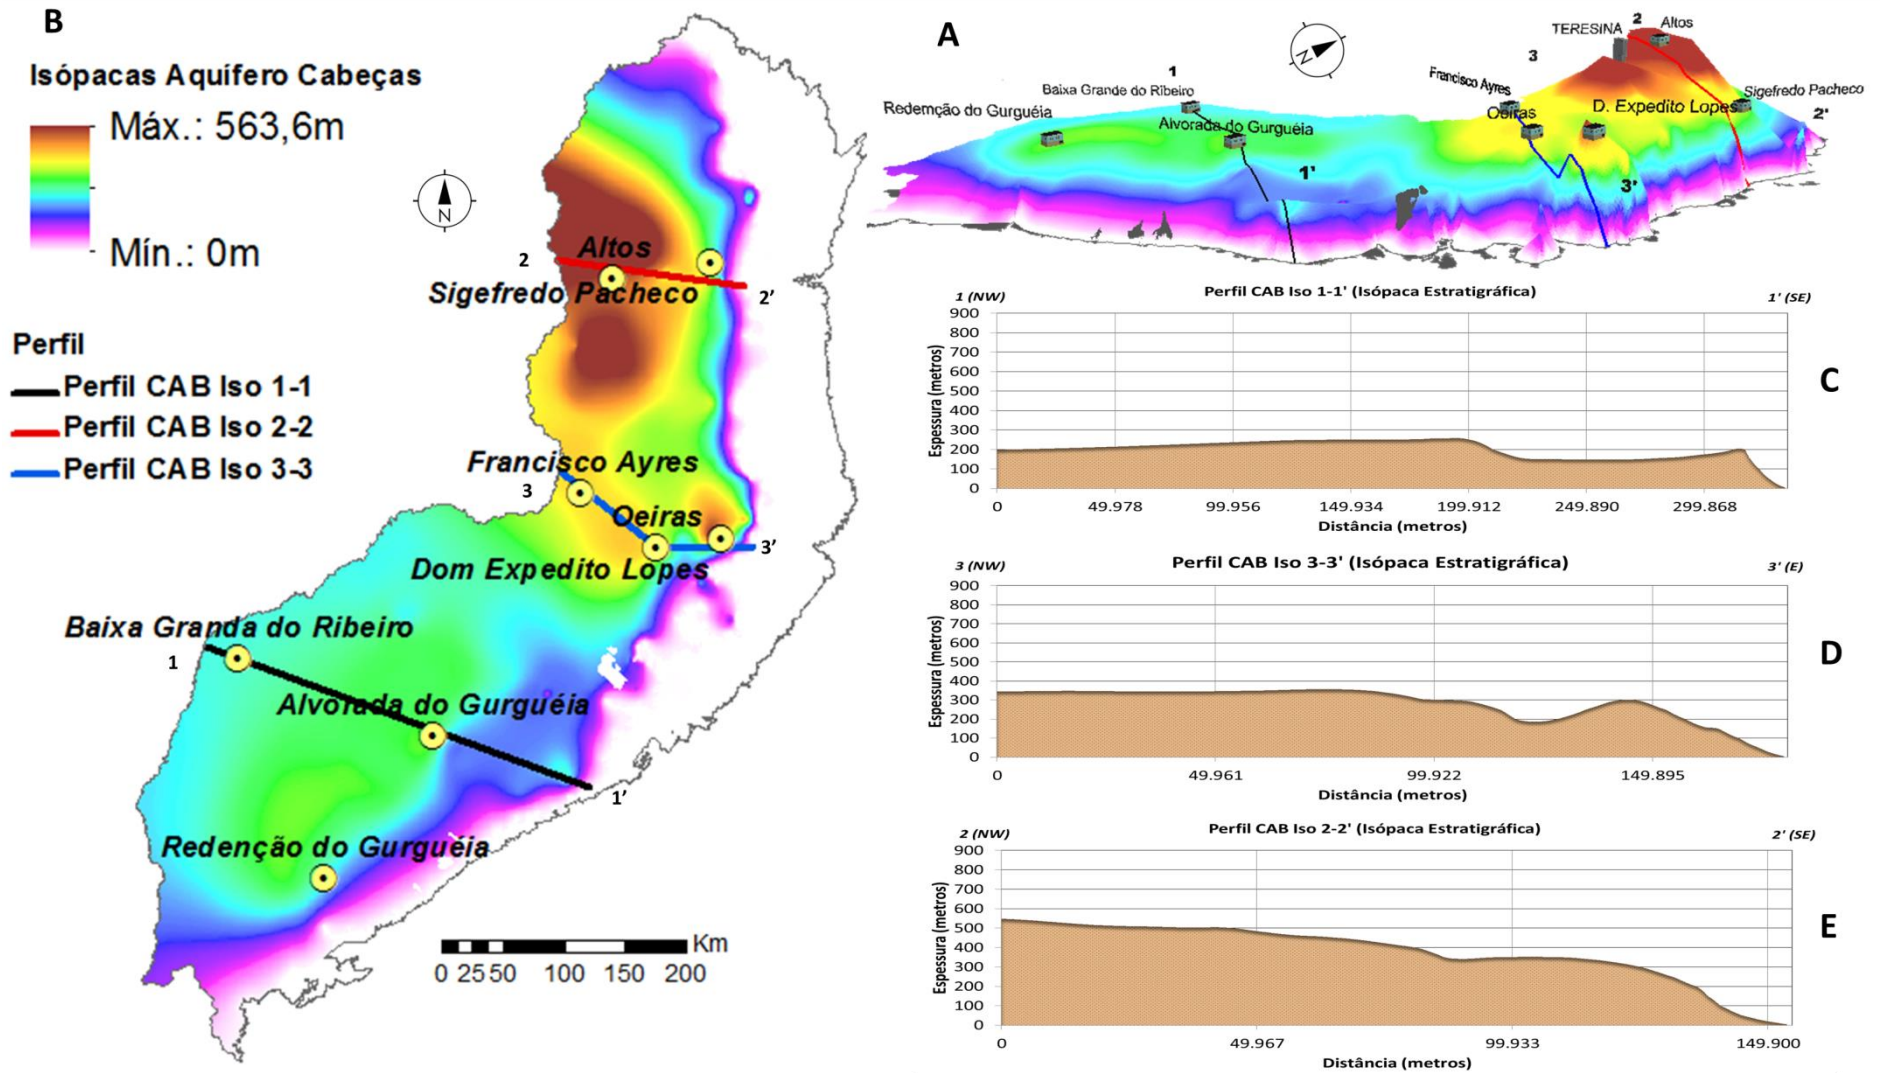 B
Isópacas Aquífero Cabeças
Máx.: 563,6m
Mín.: 0m
N
Perfil
Perfil CAB Iso 1-1
Perfil CAB Iso 2-2
Perfil CAB Iso 3-3
2
Altos
Sigefredo Pacheco
2'
Francisco Ayres
3
Oeiras
3'
Dom Expedito Lopes
Baixa Granda do Ribeiro
1
Alvorada do Gurguéia
1'
Redenção do Gurguéia
0 25 50 100 150 200 Km
A
N
TERESINA
2
Altos
3
1
Francisco Ayres
Baixa Grande do Ribeiro
Sigefredo Pacheco
Redemção do Gurguéia
Oeiras
D. Expedito Lopes
2'
Alvorada do Gurguéia
1'
3'
1 (NW)
Perfil CAB Iso 1-1' (Isópaca Estratigráfica)
1' (SE)
Espessura (metros)
900
800
700
600
500
400
300
200
100
0
0 49.978 99.956 149.934 199.912 249.890 299.868
Distância (metros)
C
3 (NW)
Perfil CAB Iso 3-3' (Isópaca Estratigráfica)
3' (E)
Espessura (metros)
900
800
700
600
500
400
300
200
100
0
0 49.961 99.922 149.895
Distância (metros)
D
2 (NW)
Perfil CAB Iso 2-2' (Isópaca Estratigráfica)
2' (SE)
Espessura (metros)
900
800
700
600
500
400
300
200
100
0
0 49.967 99.933 149.900
Distância (metros)
E